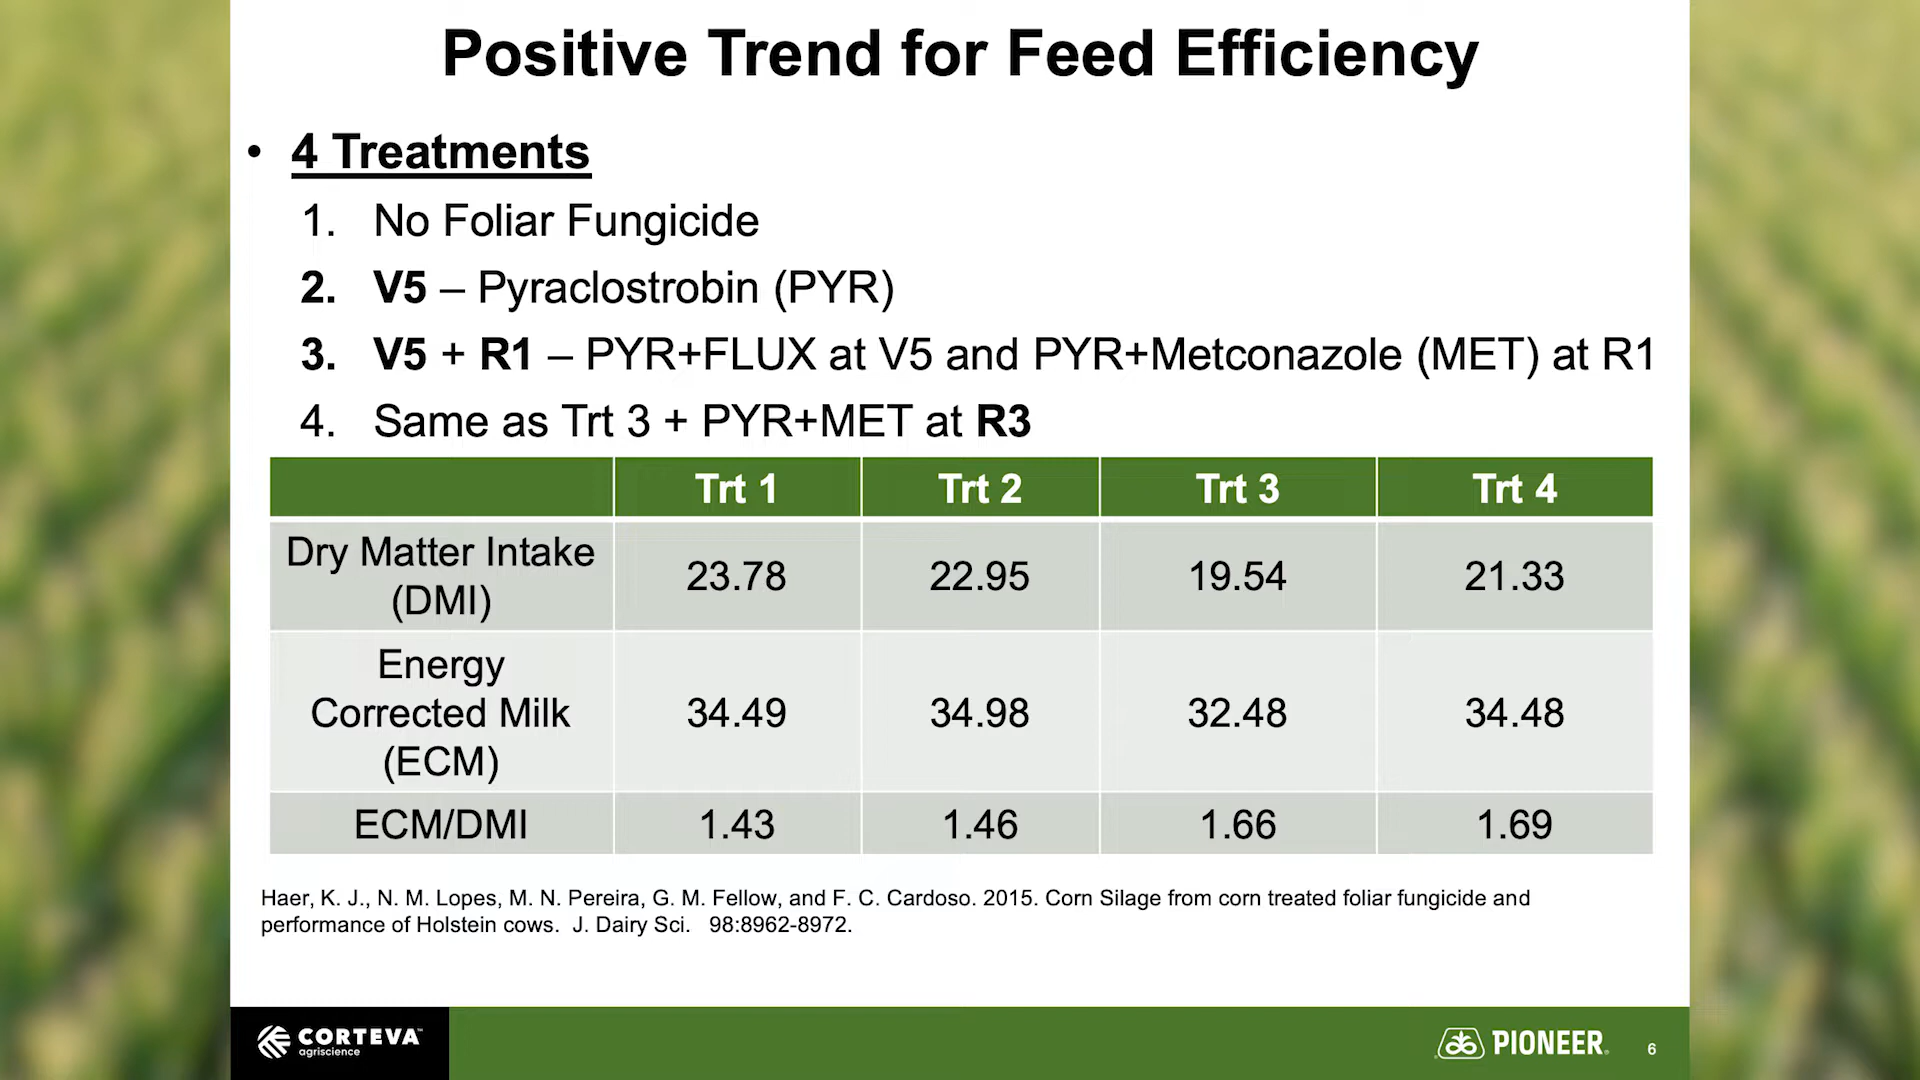 Positive Trend for Feed Efficiency
• 4 Treatments
1. No Foliar Fungicide
2. V5 – Pyraclostrobin (PYR)
3. V5 + R1 – PYR+FLUX at V5 and PYR+Metconazole (MET) at R1
4. Same as Trt 3 + PYR+MET at R3
Trt 1 Trt 2 Trt 3 Trt 4
Dry Matter Intake
(DMI) 23.78 22.95 19.54 21.33
Energy
Corrected Milk 34.49 34.98 32.48 34.48
(ECM)
ECM/DMI 1.43 1.46 1.66 1.69
Haer, K. J., N. M. Lopes, M. N. Pereira, G. M. Fellow, and F. C. Cardoso. 2015. Corn Silage from corn treated foliar fungicide and
performance of Holstein cows. J. Dairy Sci. 98:8962-8972.
CORTEVA™
agriscience
PIONEER®
6